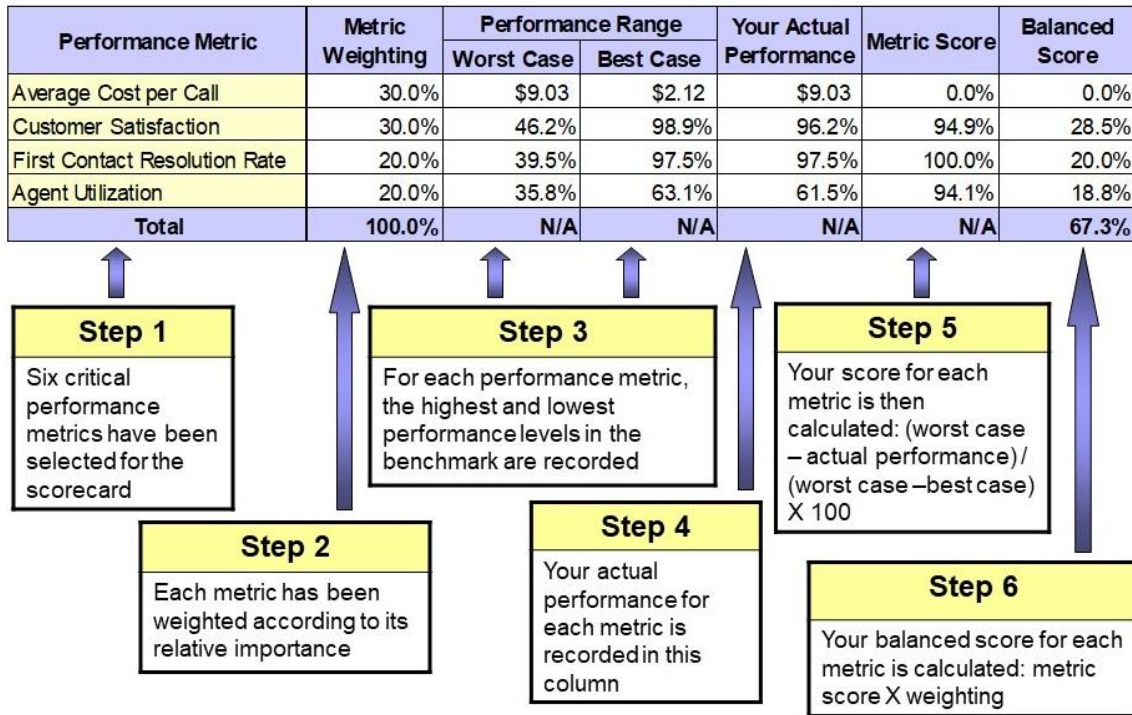 Performance Metric Metric Weighting Performance Range Your Actual Performance Metric Score Balanced Score
Worst Case Best Case
Average Cost per Call 30.0% $9.03 $2.12 $9.03 0.0% 0.0%
Customer Satisfaction 30.0% 46.2% 98.9% 96.2% 94.9% 28.5%
First Contact Resolution Rate 20.0% 39.5% 97.5% 97.5% 100.0% 20.0%
Agent Utilization 20.0% 35.8% 63.1% 61.5% 94.1% 18.8%
Total 100.0% N/A N/A N/A N/A 67.3%
Step 1
Six critical
performance
metrics have been
selected for the
scorecard
Step 2
Each metric has been
weighted according to its
relative importance
Step 3
For each performance metric,
the highest and lowest
performance levels in the
benchmark are recorded
Step 4
Your actual
performance for
each metric is
recorded in this
column
Step 5
Your score for each
metric is then
calculated: (worst case
– actual performance) /
(worst case –best case)
X 100
Step 6
Your balanced score for each
metric is calculated: metric
score X weighting